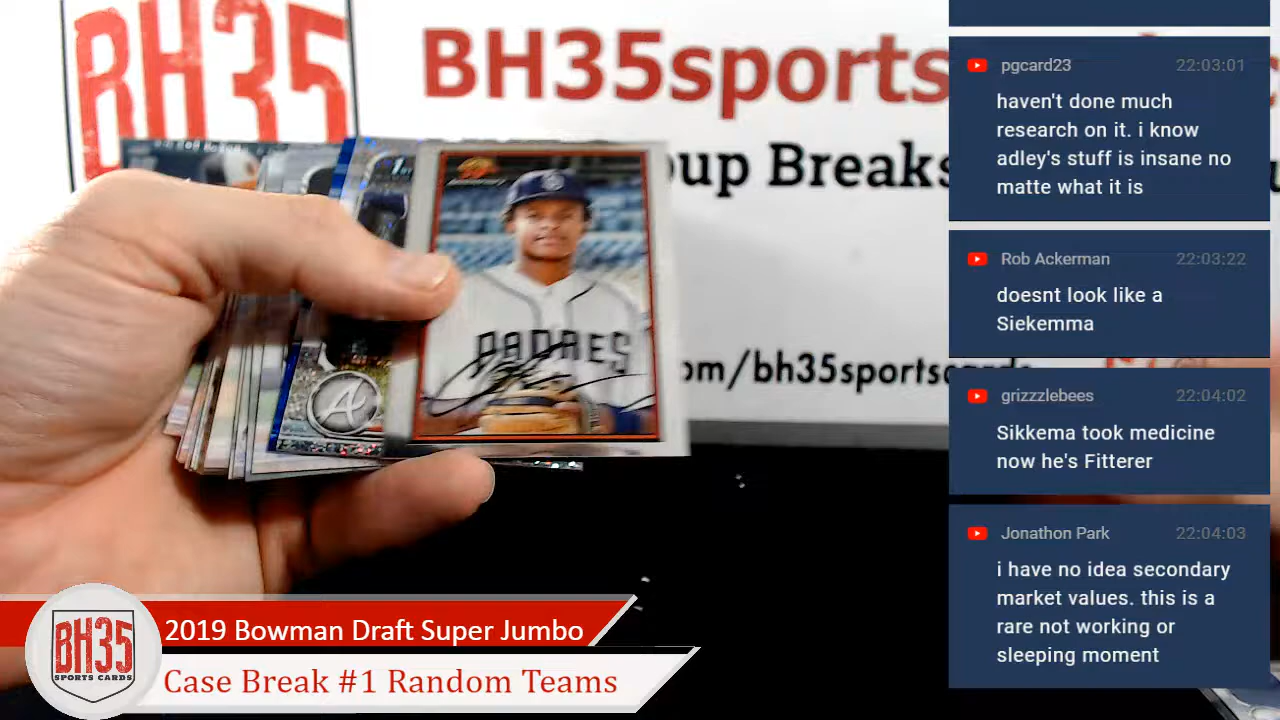 BH35
BH35sports
oup Breaks
om/bh35sportsc
PADRES
A
pgcard23 22:03:01
haven't done much
research on it. i know
adley's stuff is insane no
matte what it is
Rob Ackerman 22:03:22
doesnt look like a
Siekemma
grizzzlebees 22:04:02
Sikkema took medicine
now he's Fitterer
Jonathon Park 22:04:03
i have no idea secondary
market values. this is a
rare not working or
sleeping moment
BH35
SPORTS CARDS
2019 Bowman Draft Super Jumbo
Case Break #1 Random Teams